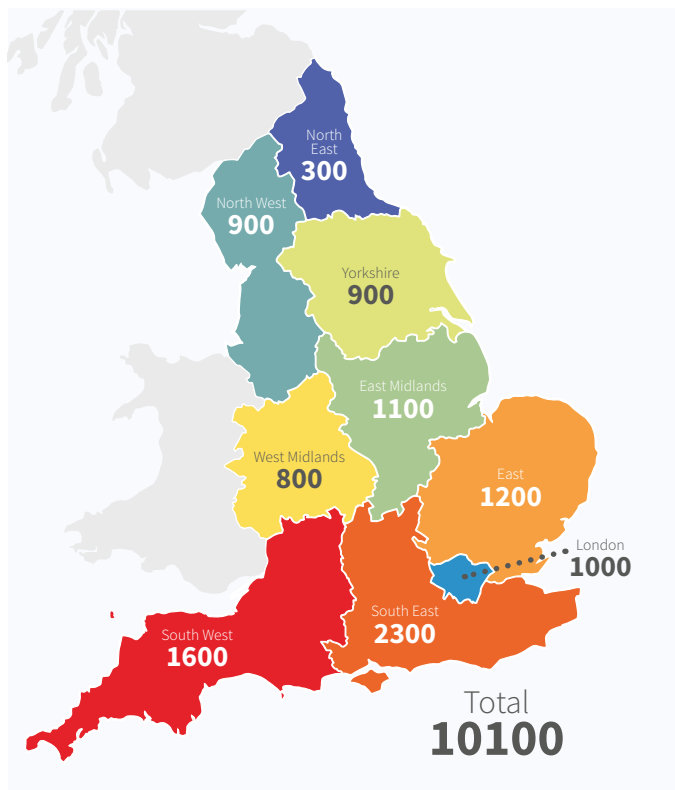 North
East
300
North West
900
Yorkshire
900
East Midlands
1100
West Midlands
800
East
1200
London
1000
South East
2300
South West
1600
Total
10100